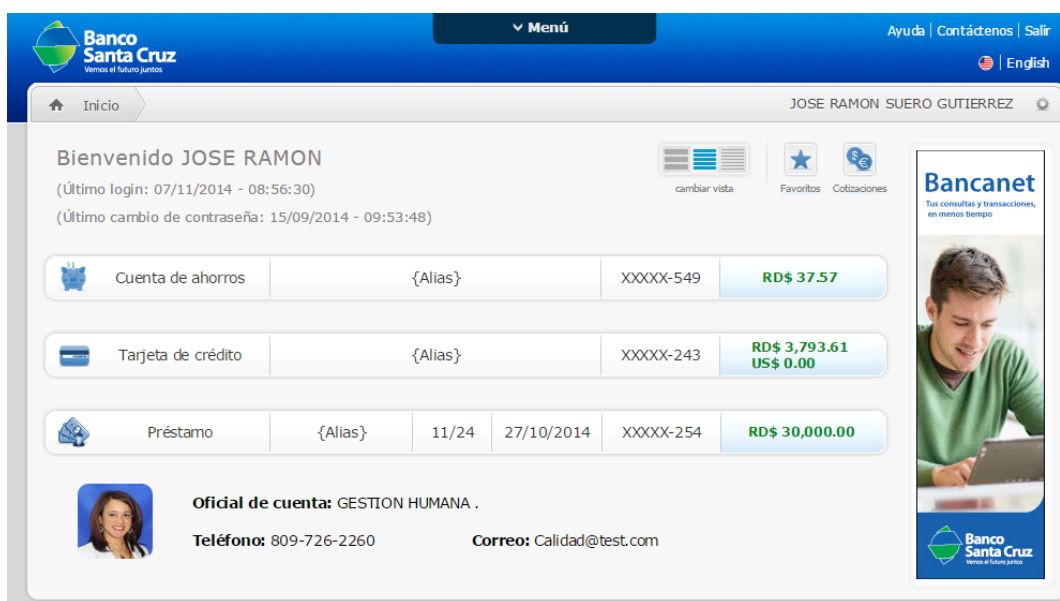 Banco
Santa Cruz
Vemos el futuro juntos
Menú
Ayuda | Contáctenos | Salir
English
Inicio
JOSE RAMON SUERO GUTIERREZ
Bienvenido JOSE RAMON
(Último login: 07/11/2014 - 08:56:30)
(Último cambio de contraseña: 15/09/2014 - 09:53:48)
cambiar vista
Favoritos
Cotizaciones
Cuenta de ahorros {Alias} XXXXX-549 RD$ 37.57
Tarjeta de crédito {Alias} XXXXX-243 RD$ 3,793.61
US$ 0.00
Préstamo {Alias} 11/24 27/10/2014 XXXXX-254 RD$ 30,000.00
Oficial de cuenta: GESTION HUMANA .
Teléfono: 809-726-2260 Correo: Calidad@test.com
Bancanet
Tus consultas y transacciones,
en menos tiempo
Banco
Santa Cruz
Vemos el futuro juntos